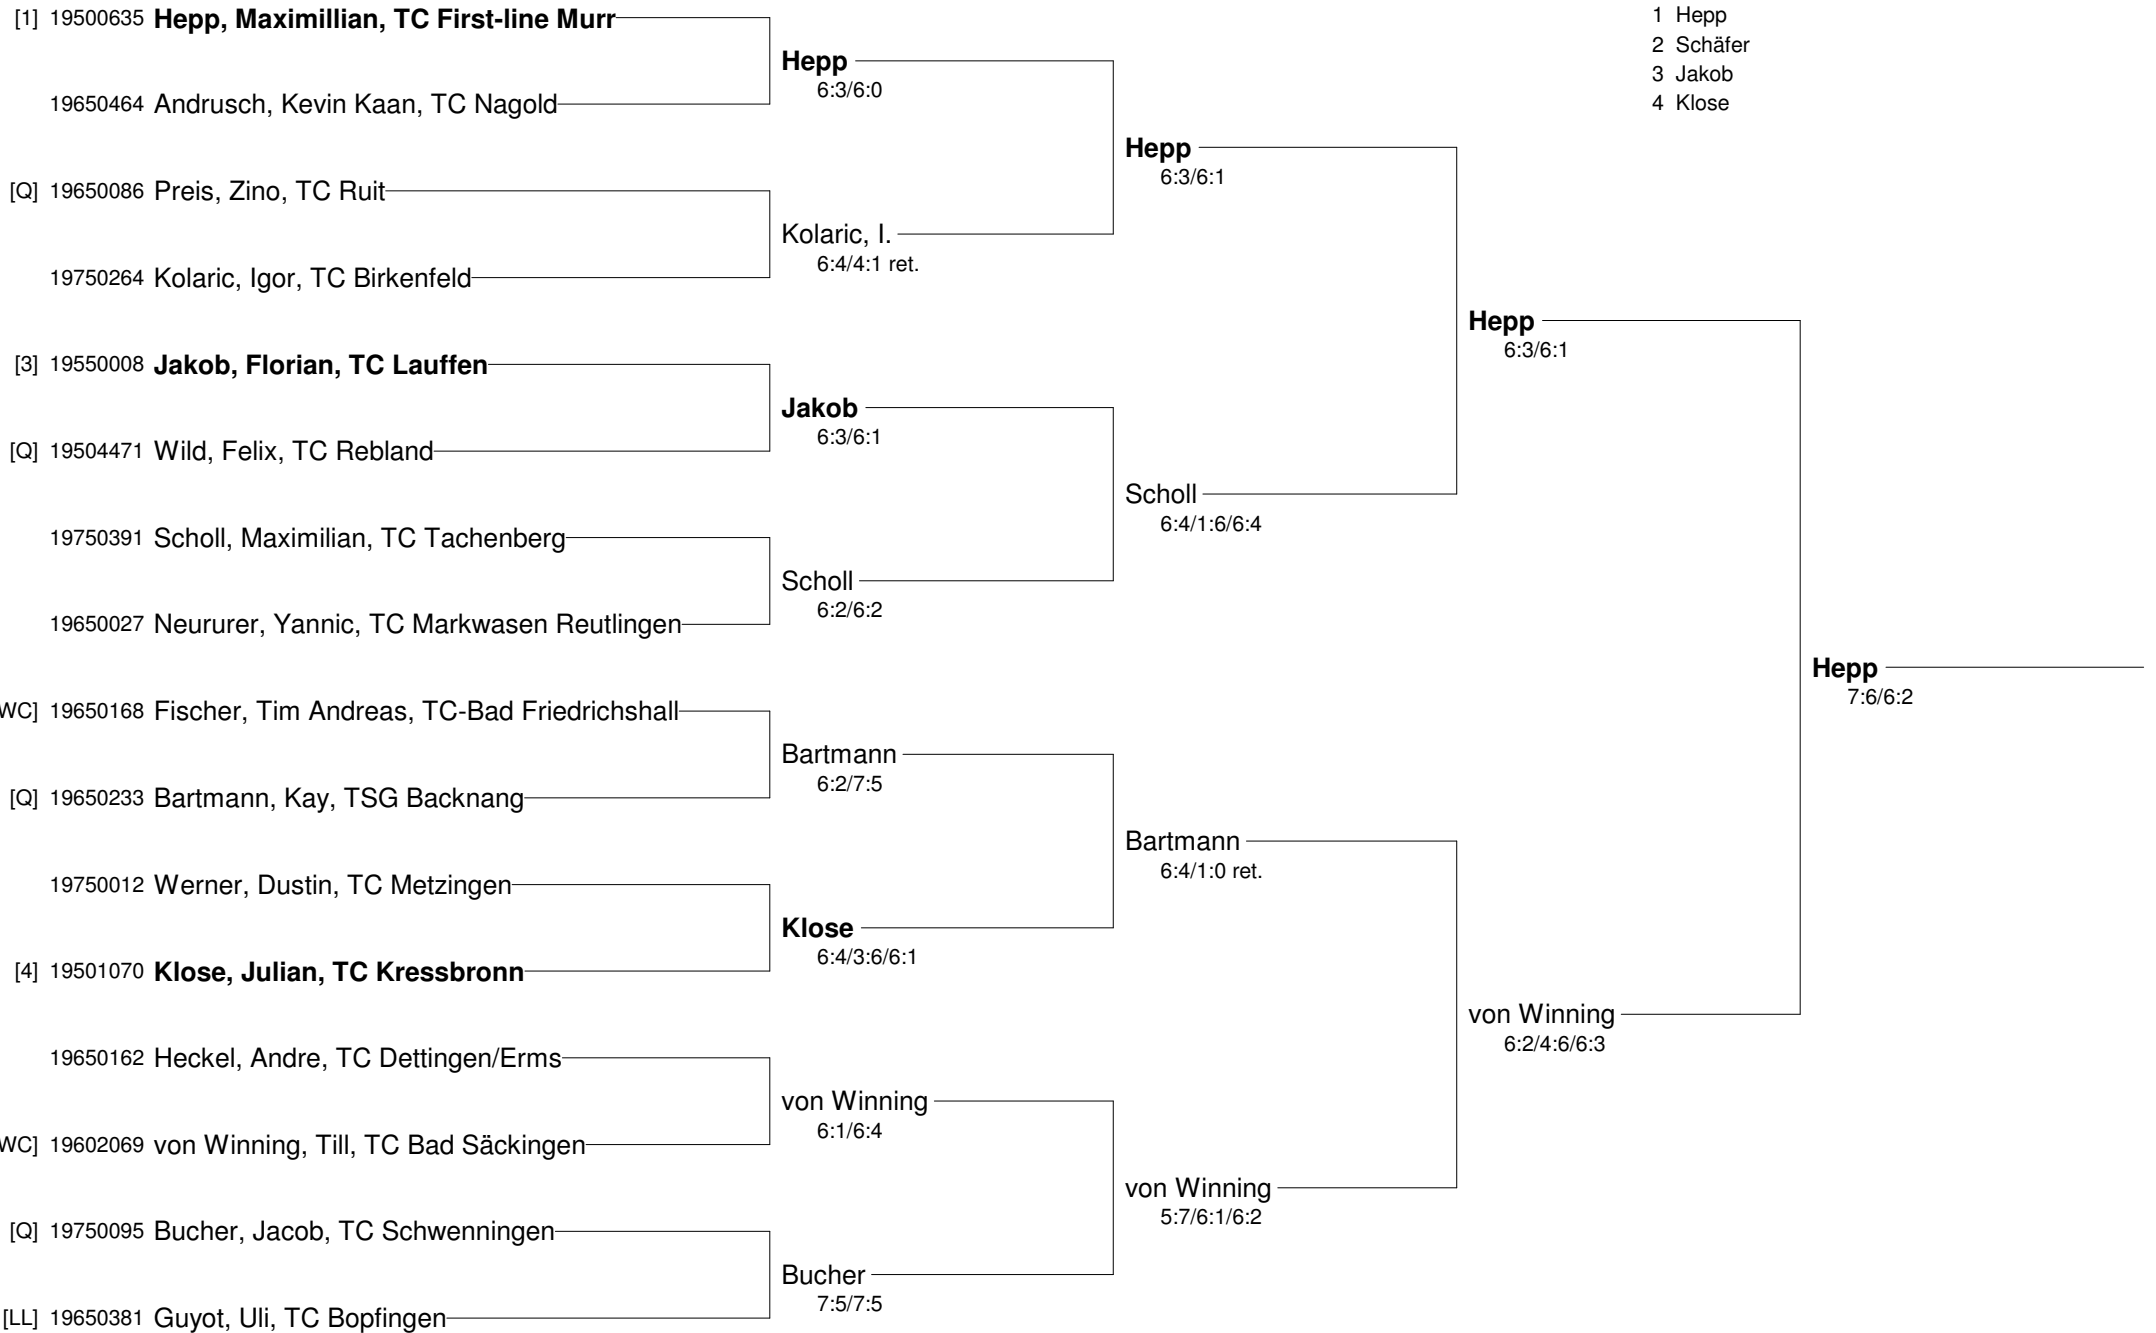 [1] 19500635 Hepp, Maximillian, TC First-line Murr
19650464 Andrusch, Kevin Kaan, TC Nagold
[Q] 19650086 Preis, Zino, TC Ruit
19750264 Kolaric, Igor, TC Birkenfeld
[3] 19550008 Jakob, Florian, TC Lauffen
[Q] 19504471 Wild, Felix, TC Rebland
19750391 Scholl, Maximilian, TC Tachenberg
19650027 Neururer, Yannic, TC Markwasen Reutlingen
WC] 19650168 Fischer, Tim Andreas, TC-Bad Friedrichshall
[Q] 19650233 Bartmann, Kay, TSG Backnang
19750012 Werner, Dustin, TC Metzingen
[4] 19501070 Klose, Julian, TC Kressbronn
19650162 Heckel, Andre, TC Dettingen/Erms
WC] 19602069 von Winning, Till, TC Bad Säckingen
[Q] 19750095 Bucher, Jacob, TC Schwenningen
[LL] 19650381 Guyot, Uli, TC Bopfingen
Hepp
6:3/6:0
Kolaric, I.
6:4/4:1 ret.
Jakob
6:3/6:1
Scholl
6:2/6:2
Bartmann
6:2/7:5
Klose
6:4/3:6/6:1
von Winning
6:1/6:4
Bucher
7:5/7:5
Hepp
6:3/6:1
Scholl
6:4/1:6/6:4
Bartmann
6:4/1:0 ret.
von Winning
5:7/6:1/6:2
Hepp
6:3/6:1
von Winning
6:2/4:6/6:3
Hepp
7:6/6:2
1 Hepp
2 Schäfer
3 Jakob
4 Klose